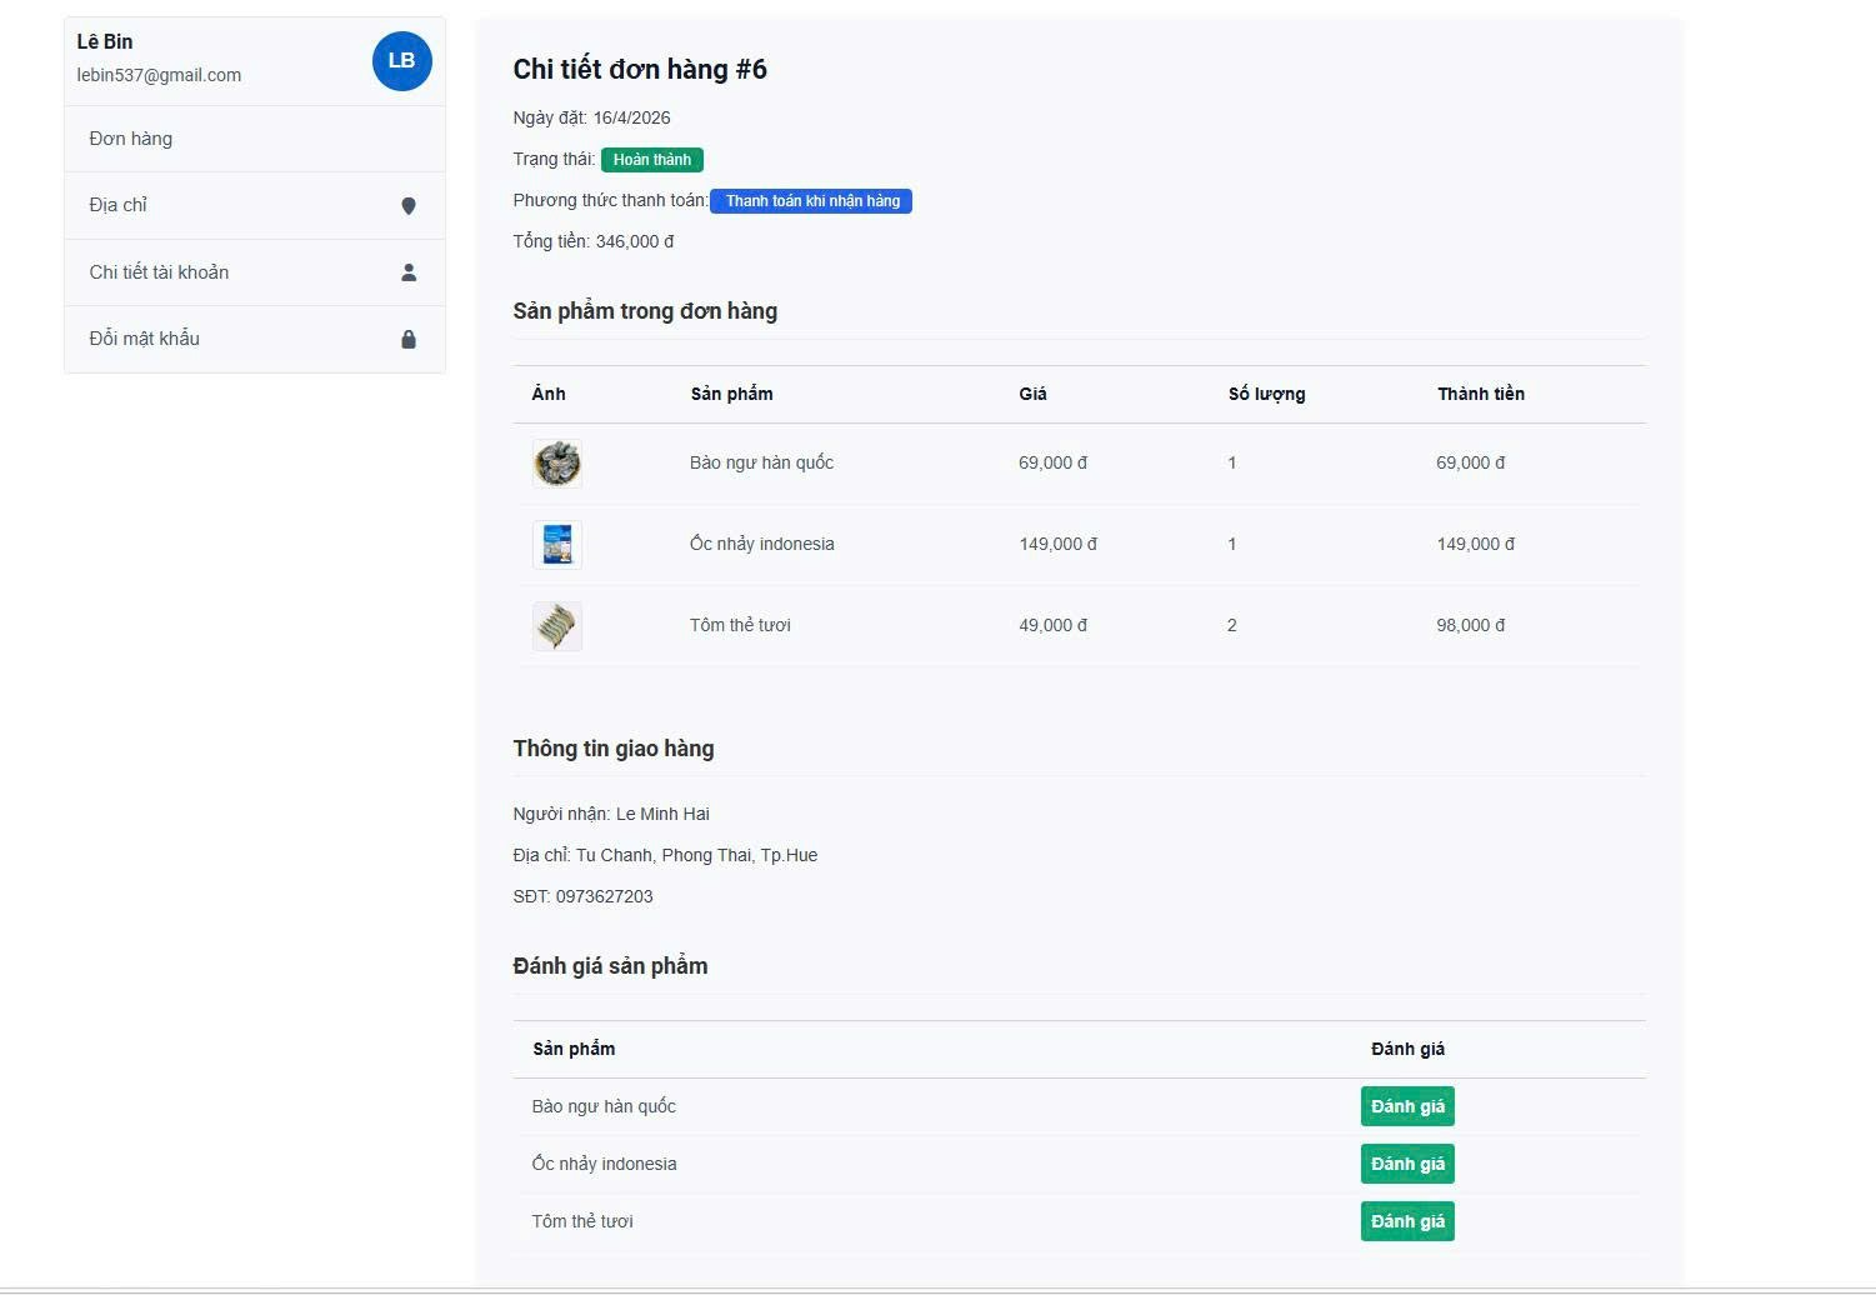 Lê Bin
lebin537@gmail.com
LB
Đơn hàng
Địa chỉ
Chi tiết tài khoản
Đổi mật khẩu
Chi tiết đơn hàng #6
Ngày đặt: 16/4/2026
Trạng thái: Hoàn thành
Phương thức thanh toán: Thanh toán khi nhận hàng
Tổng tiền: 346,000 đ
Sản phẩm trong đơn hàng
Ảnh Sản phẩm Giá Số lượng Thành tiền
Bào ngư hàn quốc 69,000 đ 1 69,000 đ
Ốc nhảy indonesia 149,000 đ 1 149,000 đ
Tôm thẻ tươi 49,000 đ 2 98,000 đ
Thông tin giao hàng
Người nhận: Le Minh Hai
Địa chỉ: Tu Chanh, Phong Thai, Tp.Hue
SĐT: 0973627203
Đánh giá sản phẩm
Sản phẩm Đánh giá
Bào ngư hàn quốc Đánh giá
Ốc nhảy indonesia Đánh giá
Tôm thẻ tươi Đánh giá